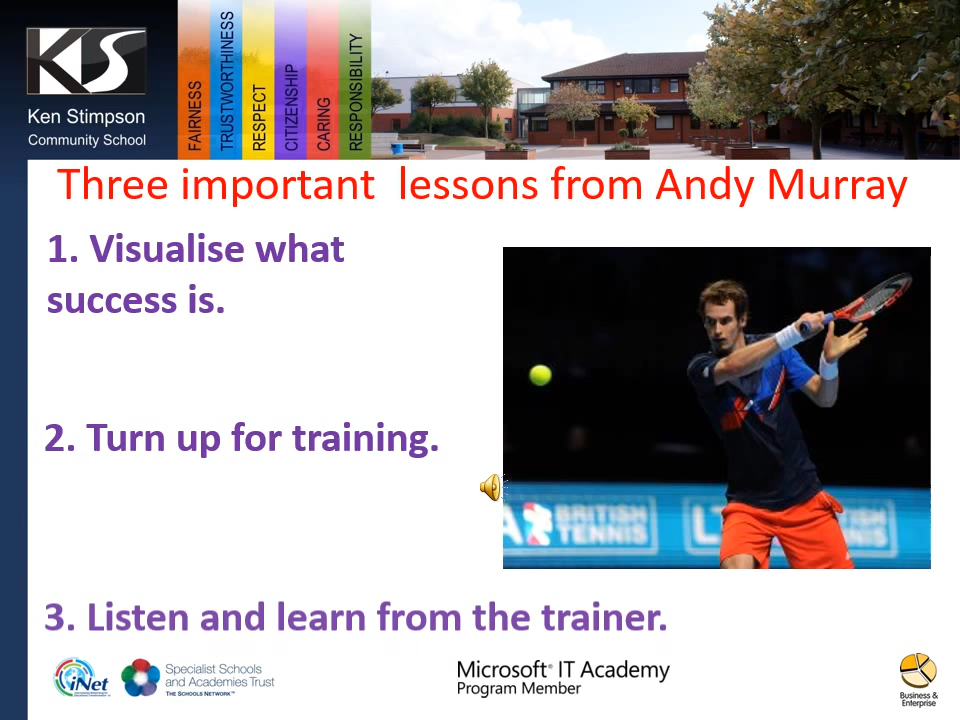 KS
Ken Stimpson
Community School
FAIRNESS
TRUSTWORTHINESS
RESPECT
CITIZENSHIP
CARING
RESPONSIBILITY
Three important  lessons from Andy Murray
1. Visualise what
success is.
2. Turn up for training.
BRITISH
TENNIS
3. Listen and learn from the trainer.
iNet
Specialist Schools
and Academies Trust
THE SCHOOLS NETWORK™
Microsoft® IT Academy
Program Member
Business &
Enterprise